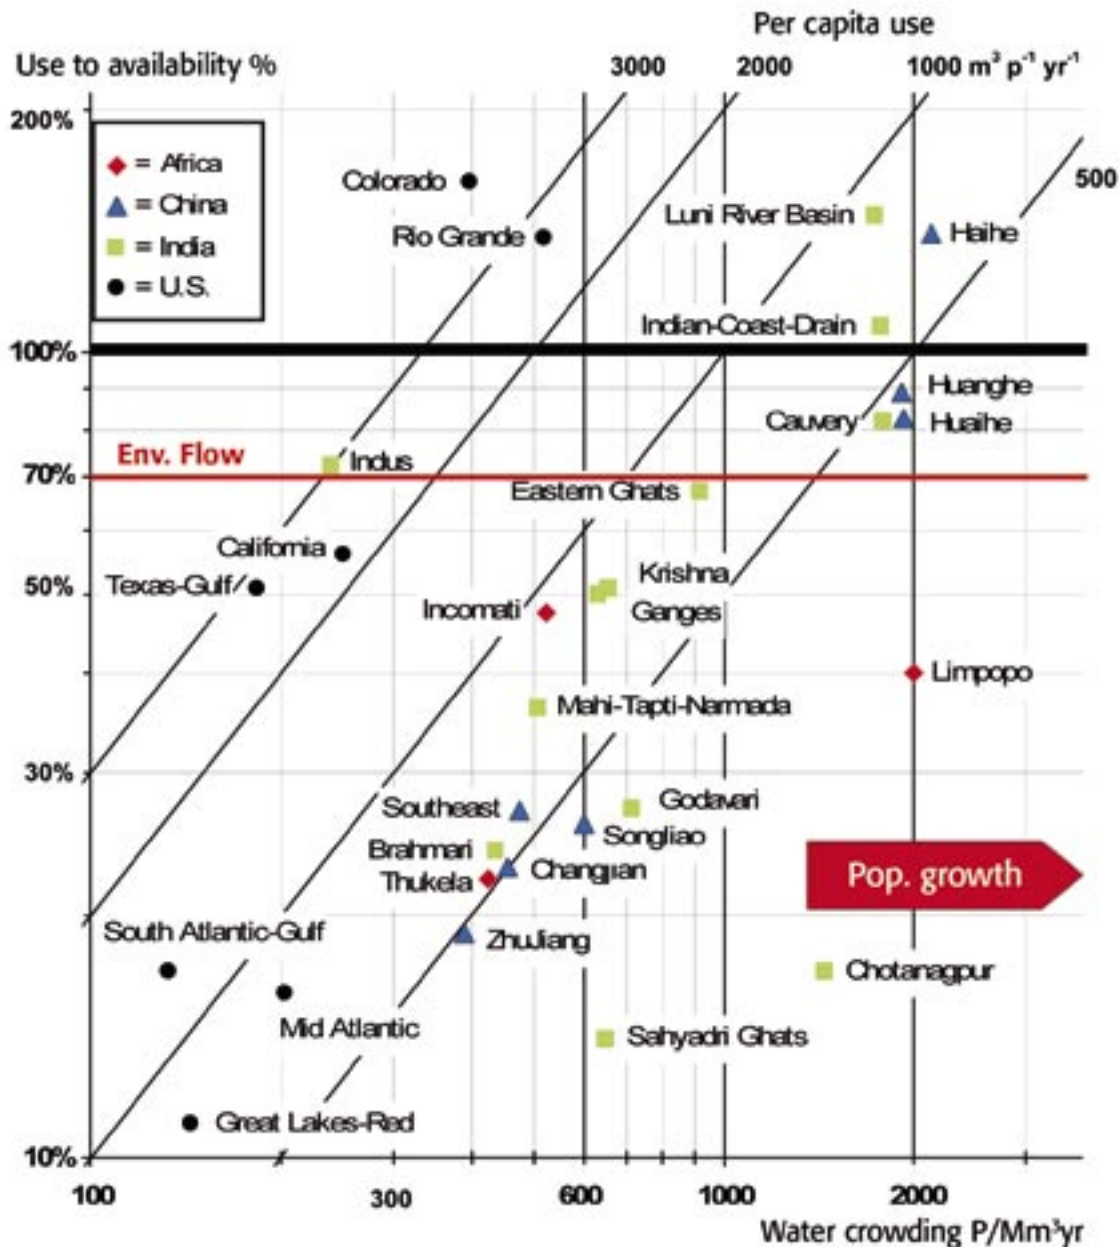 Per capita use
Use to availability %
3000
2000
1000 m³ p⁻¹ yr⁻¹
200%
= Africa
= China
= India
= U.S.
Colorado
Rio Grande
Luni River Basin
Haihe
500
Indian-Coast-Drain
100%
Huanghe
Cauvery
Huaihe
Env. Flow
Indus
70%
Eastern Ghats
California
Texas-Gulf
50%
Krishna
Incomati
Ganges
Limpopo
Mahi-Tapti-Narmada
30%
Southeast
Godavari
Songliao
Brahmari
Changjian
Thukela
Pop. growth
South Atlantic-Gulf
ZhuJiang
Chotanagpur
Mid Atlantic
Sahyadri Ghats
Great Lakes-Red
10%
100
300
600
1000
2000
Water crowding P/Mm³yr